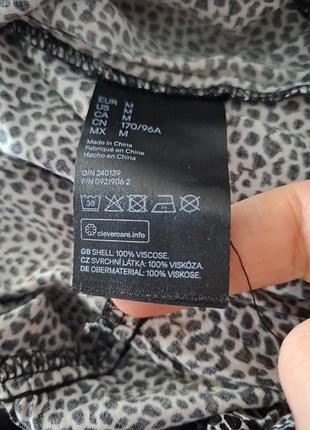 EUR M
US M
CA M
CN 170/96A
MX M
Made in China
Fabriqué en Chine
Hecho en China
O/N 240139
P/N 0921906 2
30
clevercare.info
GB SHELL: 100% VISCOSE.
CZ SVRCHNÍ LÁTKA: 100% VISKÓZA.
DE OBERMATERIAL: 100% VISKOSE.